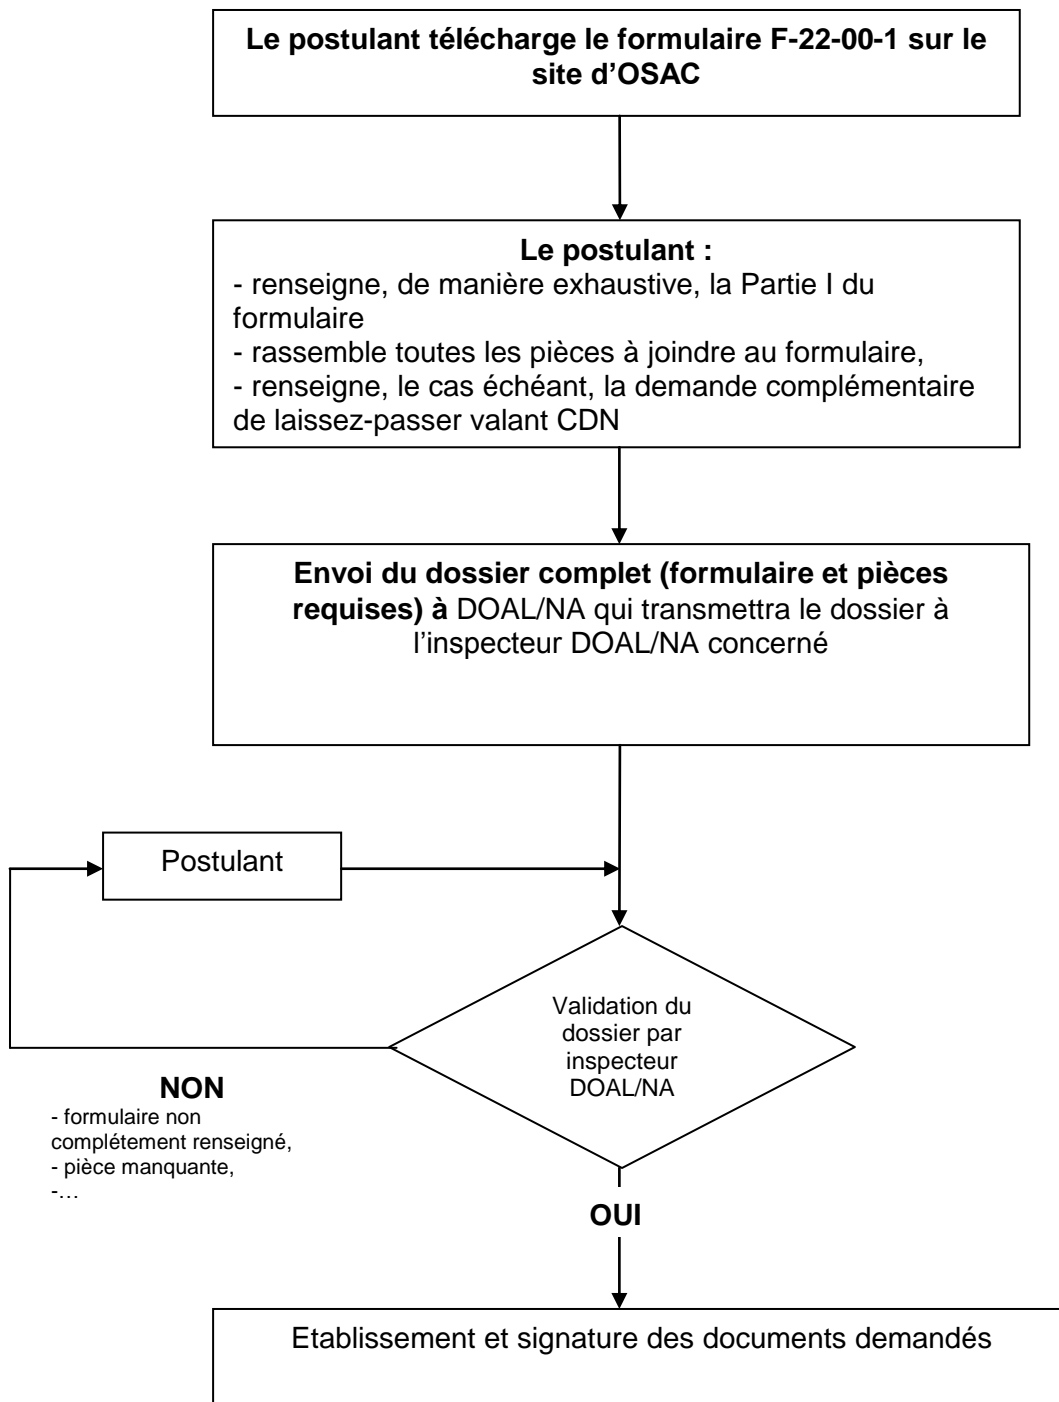 Le postulant télécharge le formulaire F-22-00-1 sur le
site d’OSAC
Le postulant :
- renseigne, de manière exhaustive, la Partie I du
formulaire
- rassemble toutes les pièces à joindre au formulaire,
- renseigne, le cas échéant, la demande complémentaire
de laissez-passer valant CDN
Envoi du dossier complet (formulaire et pièces
requises) à DOAL/NA qui transmettra le dossier à
l’inspecteur DOAL/NA concerné
Postulant
Validation du
dossier par
inspecteur
DOAL/NA
NON
- formulaire non
complétement renseigné,
- pièce manquante,
-…
OUI
Etablissement et signature des documents demandés